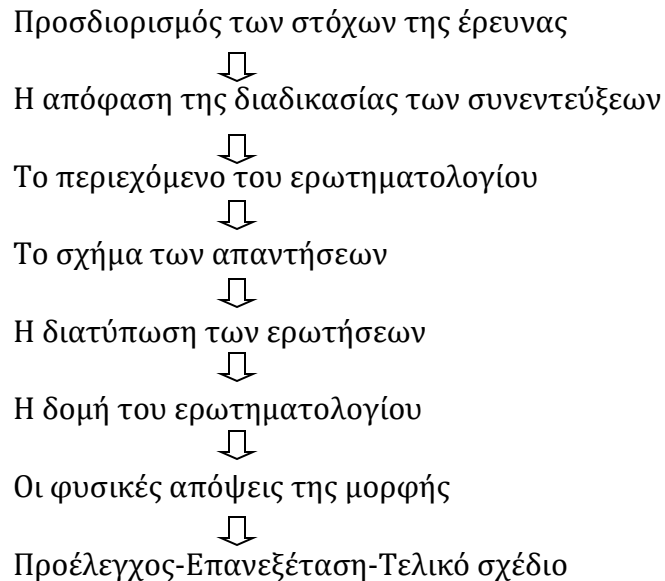 Προσδιορισμός των στόχων της έρευνας
Η απόφαση της διαδικασίας των συνεντεύξεων
Το περιεχόμενο του ερωτηματολογίου
Το σχήμα των απαντήσεων
Η διατύπωση των ερωτήσεων
Η δομή του ερωτηματολογίου
Οι φυσικές απόψεις της μορφής
Προέλεγχος-Επανεξέταση-Τελικό σχέδιο